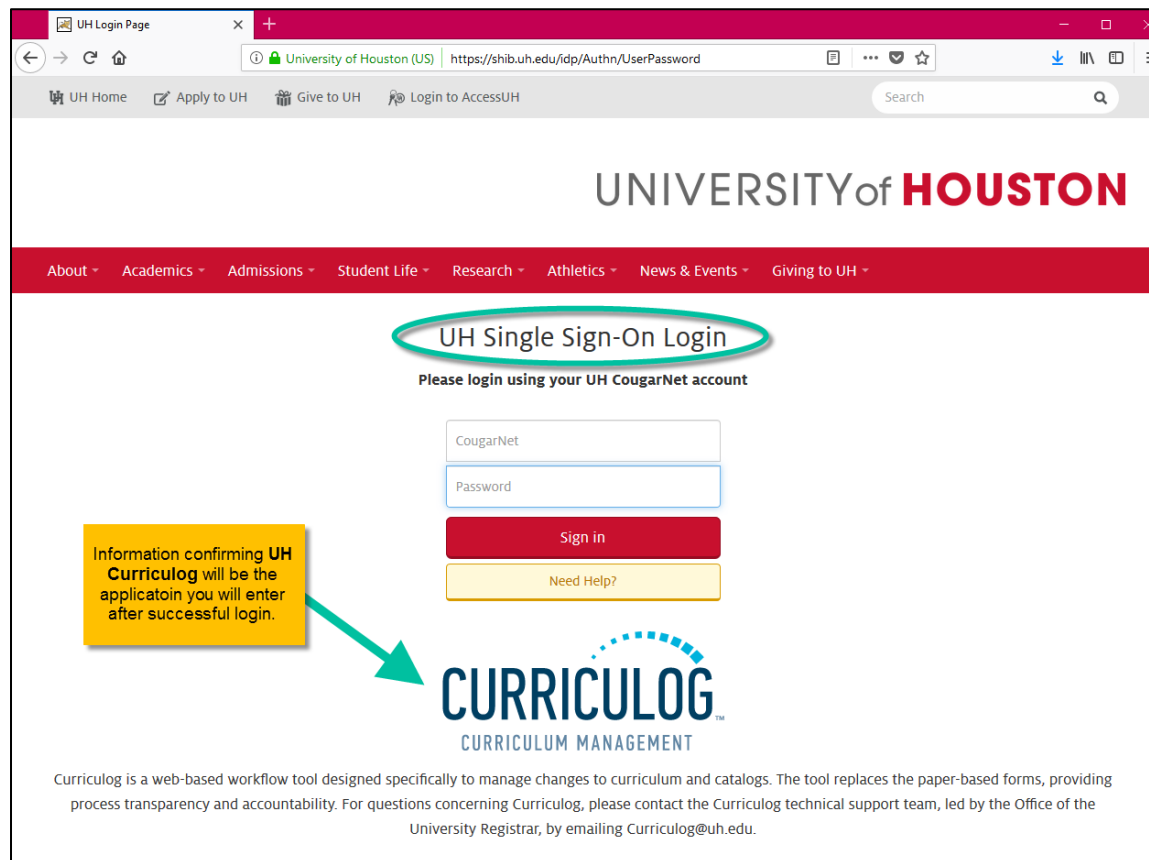 UH Login Page
University of Houston (US) https://shib.uh.edu/idp/Authn/UserPassword
UH Home Apply to UH Give to UH Login to AccessUH Search
UNIVERSITY of HOUSTON
About Academics Admissions Student Life Research Athletics News & Events Giving to UH
UH Single Sign-On Login
Please login using your UH CougarNet account
CougarNet
Password
Sign in
Need Help?
Information confirming UH
Curriculog will be the
applicatoin you will enter
after successful login.
CURRICULOG™
CURRICULUM MANAGEMENT
Curriculog is a web-based workflow tool designed specifically to manage changes to curriculum and catalogs. The tool replaces the paper-based forms, providing
process transparency and accountability. For questions concerning Curriculog, please contact the Curriculog technical support team, led by the Office of the
University Registrar, by emailing Curriculog@uh.edu.